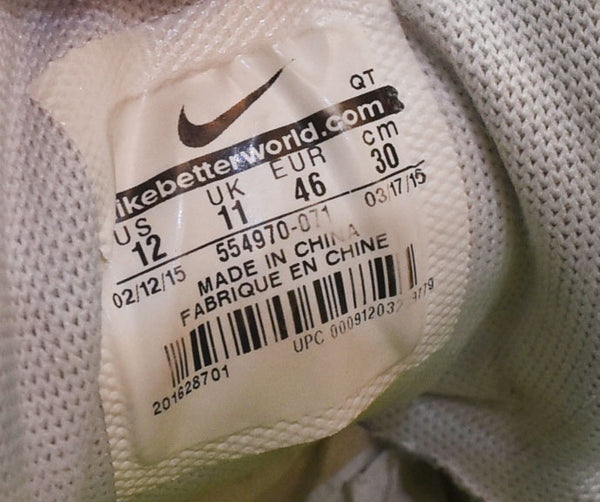 QT
ikebetterworld.com
US UK EUR cm
12 11 46 30
02/12/15 554970-071 03/17/15
MADE IN CHINA
FABRIQUE EN CHINE
201628701
UPC